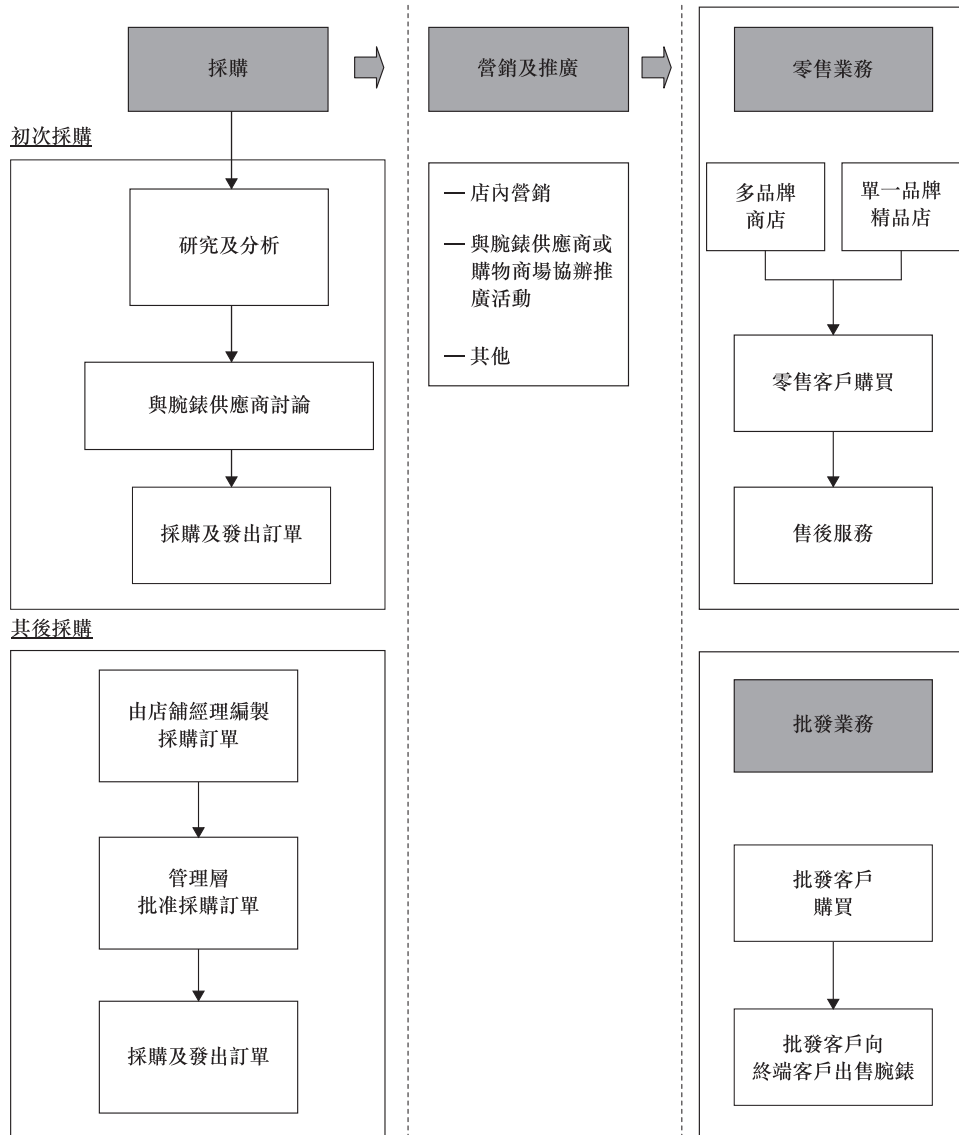 採購
營銷及推廣
零售業務
初次採購
研究及分析
與腕錶供應商討論
採購及發出訂單
— 店內營銷
— 與腕錶供應商或
購物商場協辦推
廣活動
— 其他
多品牌
商店
單一品牌
精品店
零售客戶購買
售後服務
其後採購
由店舖經理編製
採購訂單
管理層
批准採購訂單
採購及發出訂單
批發業務
批發客戶
購買
批發客戶向
終端客戶出售腕錶